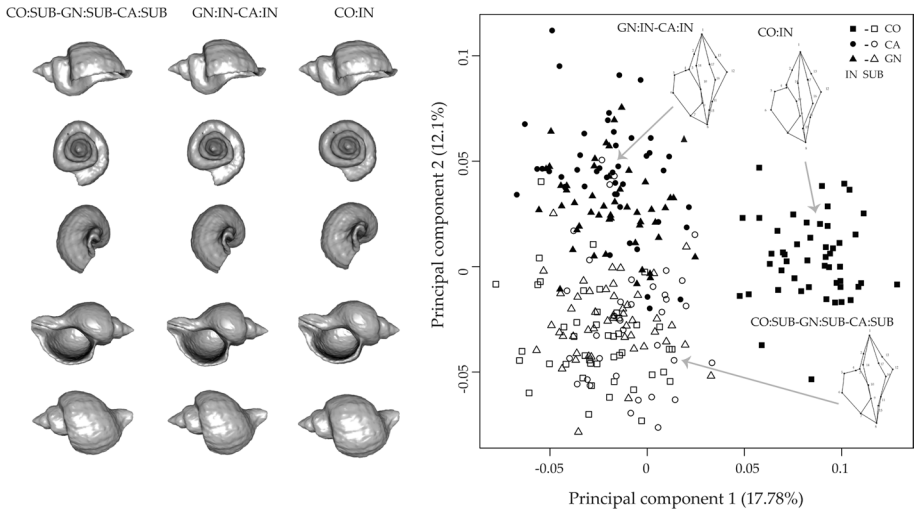 CO:SUB-GN:SUB-CA:SUB GN:IN-CA:IN CO:IN
GN:IN-CA:IN
CO:IN
CO
CA
GN
IN SUB
CO:SUB-GN:SUB-CA:SUB
0.1
0.05
0
-0.05
Principal component 2 (12.1%)
-0.05 0 0.05 0.1
Principal component 1 (17.78%)